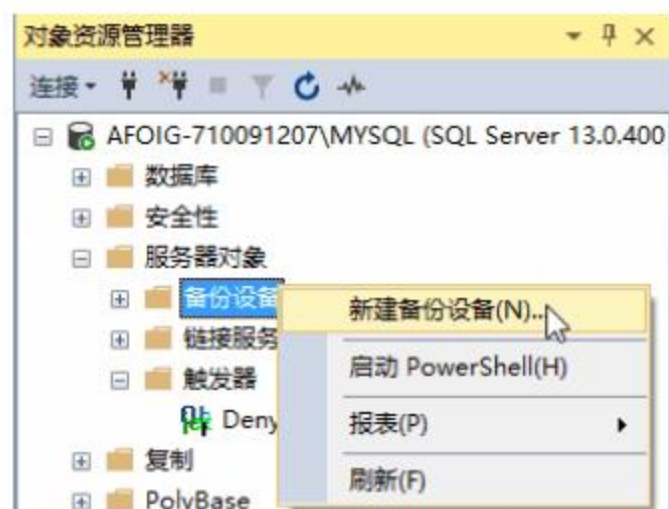 对象资源管理器
连接
AFOIG-710091207\MYSQL (SQL Server 13.0.400
数据库
安全性
服务器对象
备份设备
新建备份设备(N)...
链接服务
启动 PowerShell(H)
触发器
Deny
报表(P)
复制
刷新(F)
PolyBase